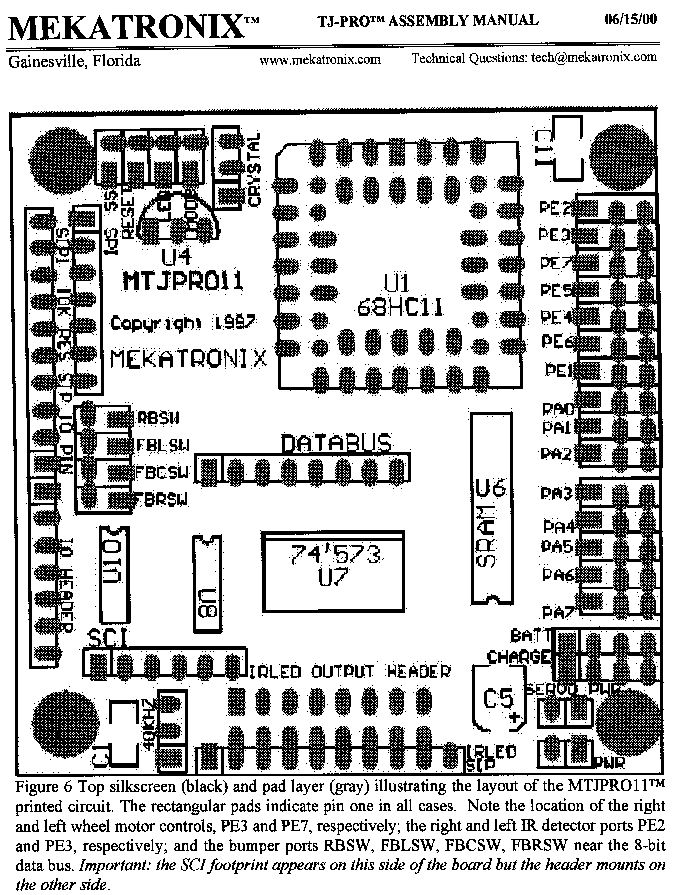 MEKATRONIX™ TJ-PRO™ ASSEMBLY MANUAL 06/15/00
Gainesville, Florida www.mekatronix.com Technical Questions: tech@mekatronix.com
C11
CRYSTAL
SS
RESET
LED
SPI
U4
MTJPRO11
Copyright 1997
MEKATRONIX
U1
68HC11
PE2
PE3
PE7
PE5
PE4
PE6
PE1
PA0
PA1
PA2
PA3
PA4
PA5
PA6
PA7
RBSW
FBLSW
FBCSW
FBRSW
DATABUS
U6
SRAM
74'573
U7
U10
U8
IO HEADER
SCI
BATT
CHARGE
IRLED OUTPUT HEADER
C5
+
SERVO PWR
C1
40KHZ
IRLED
SIP
PWR
Figure 6 Top silkscreen (black) and pad layer (gray) illustrating the layout of the MTJPRO11™
printed circuit. The rectangular pads indicate pin one in all cases. Note the location of the right
and left wheel motor controls, PE3 and PE7, respectively; the right and left IR detector ports PE2
and PE3, respectively; and the bumper ports RBSW, FBLSW, FBCSW, FBRSW near the 8-bit
data bus. Important: the SCI footprint appears on this side of the board but the header mounts on
the other side.